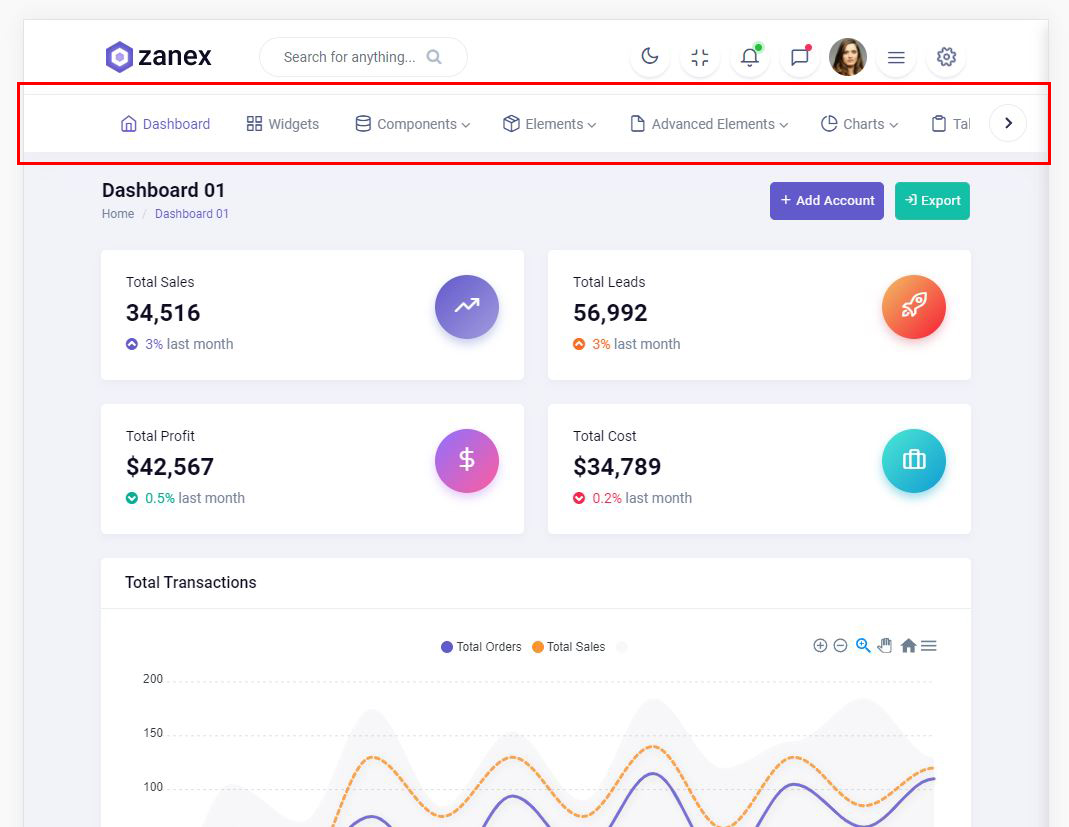 zanex
Search for anything...
Dashboard Widgets Components Elements Advanced Elements Charts
Dashboard 01
Home / Dashboard 01
+ Add Account Export
Total Sales
34,516
3% last month
Total Leads
56,992
3% last month
Total Profit
$42,567
0.5% last month
Total Cost
$34,789
0.2% last month
Total Transactions
Total Orders Total Sales
200
150
100